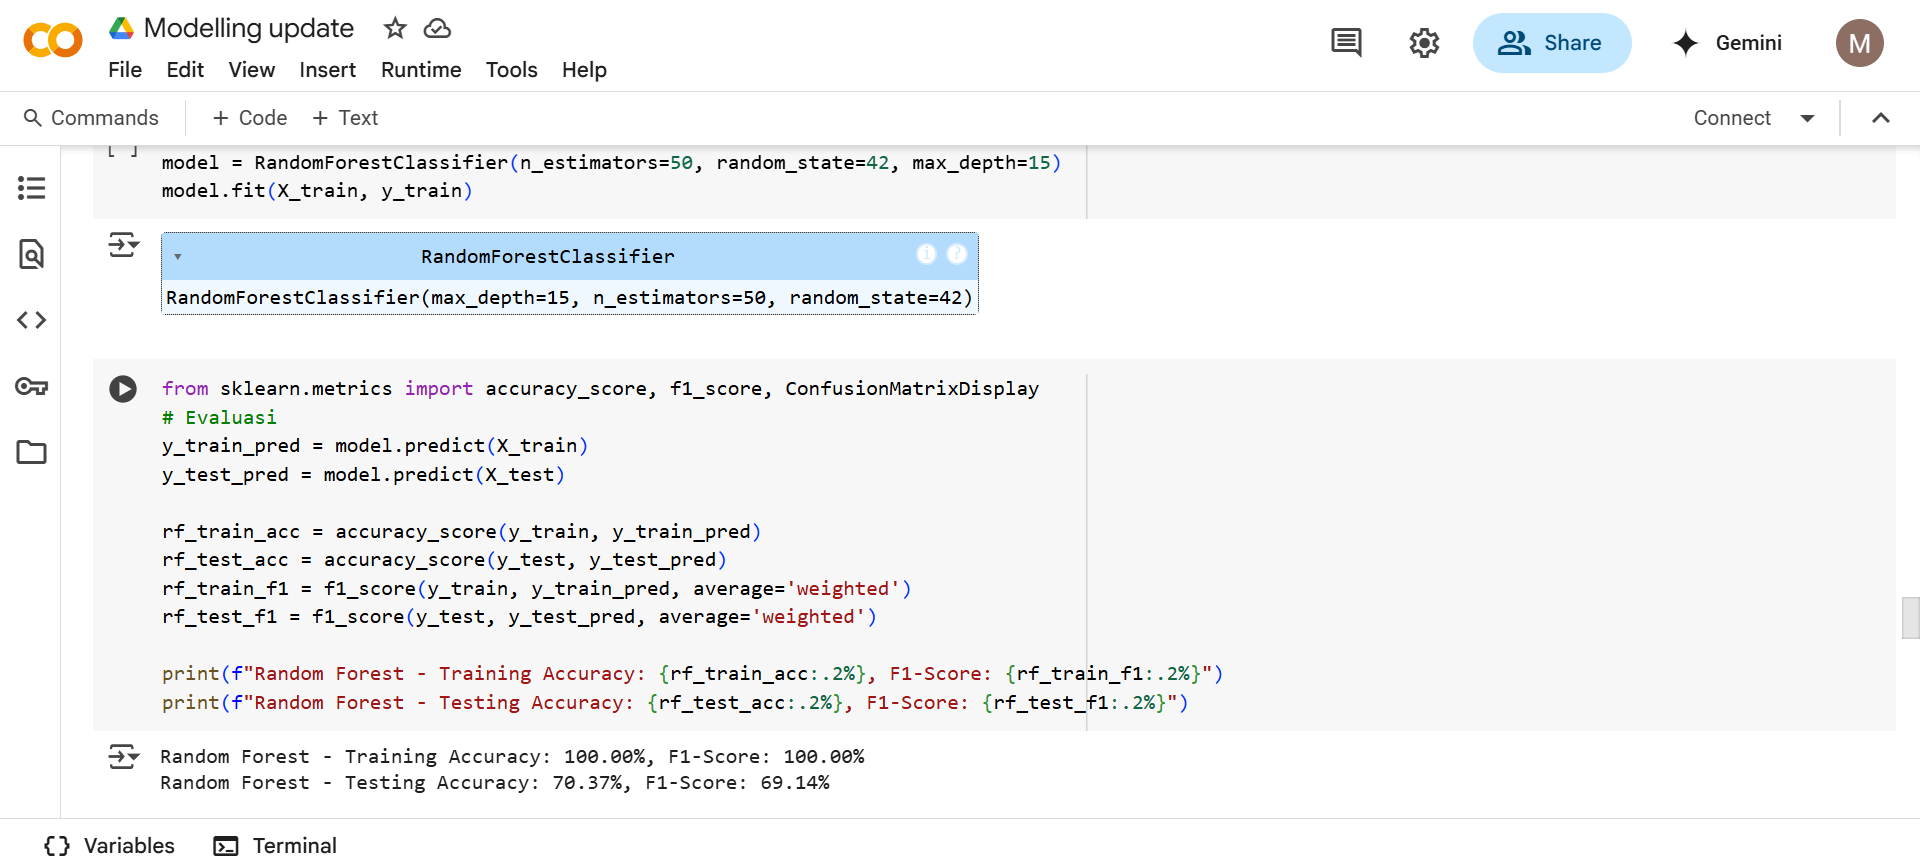 Modelling update
File Edit View Insert Runtime Tools Help
Share
Gemini
M
Commands + Code + Text
Connect
[ ]
model = RandomForestClassifier(n_estimators=50, random_state=42, max_depth=15)
model.fit(X_train, y_train)
RandomForestClassifier
i ?
RandomForestClassifier(max_depth=15, n_estimators=50, random_state=42)
from sklearn.metrics import accuracy_score, f1_score, ConfusionMatrixDisplay
# Evaluasi
y_train_pred = model.predict(X_train)
y_test_pred = model.predict(X_test)
rf_train_acc = accuracy_score(y_train, y_train_pred)
rf_test_acc = accuracy_score(y_test, y_test_pred)
rf_train_f1 = f1_score(y_train, y_train_pred, average='weighted')
rf_test_f1 = f1_score(y_test, y_test_pred, average='weighted')
print(f"Random Forest - Training Accuracy: {rf_train_acc:.2%}, F1-Score: {rf_train_f1:.2%}")
print(f"Random Forest - Testing Accuracy: {rf_test_acc:.2%}, F1-Score: {rf_test_f1:.2%}")
Random Forest - Training Accuracy: 100.00%, F1-Score: 100.00%
Random Forest - Testing Accuracy: 70.37%, F1-Score: 69.14%
Variables
Terminal